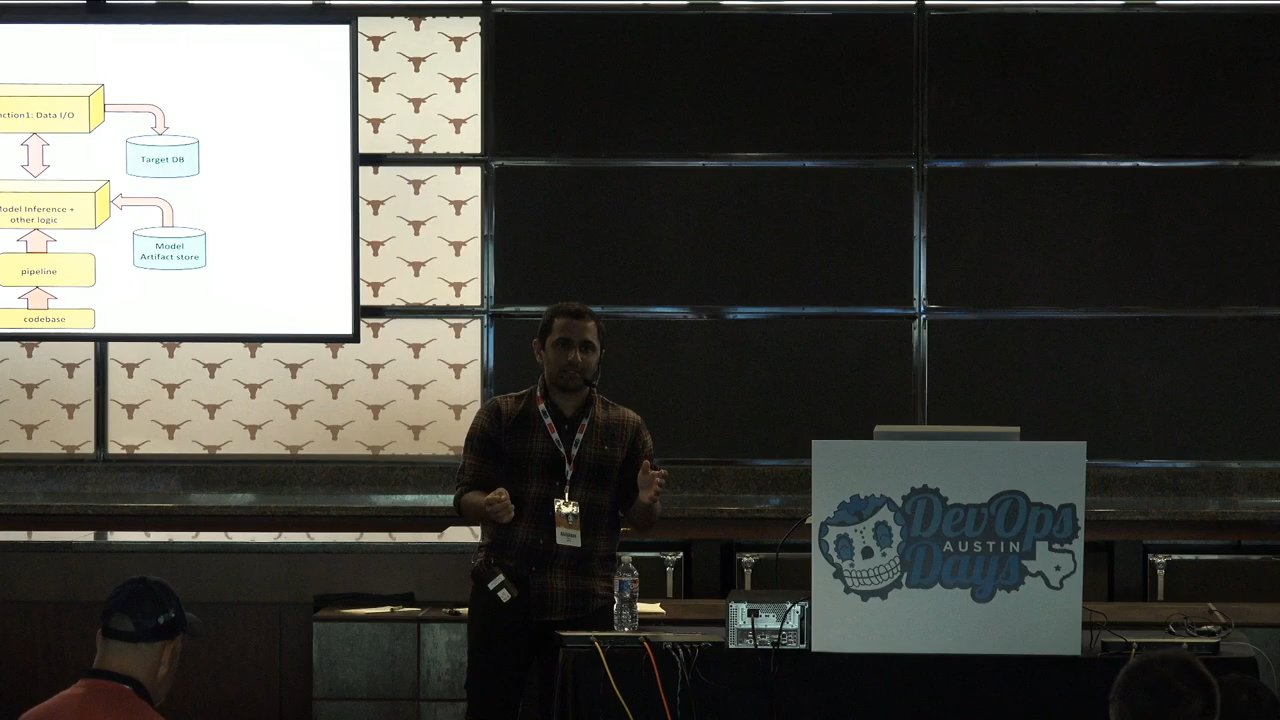 nction1: Data I/O
Target DB
Model Inference +
other logic
Model
Artifact store
pipeline
codebase
DevOps
AUSTIN
Days